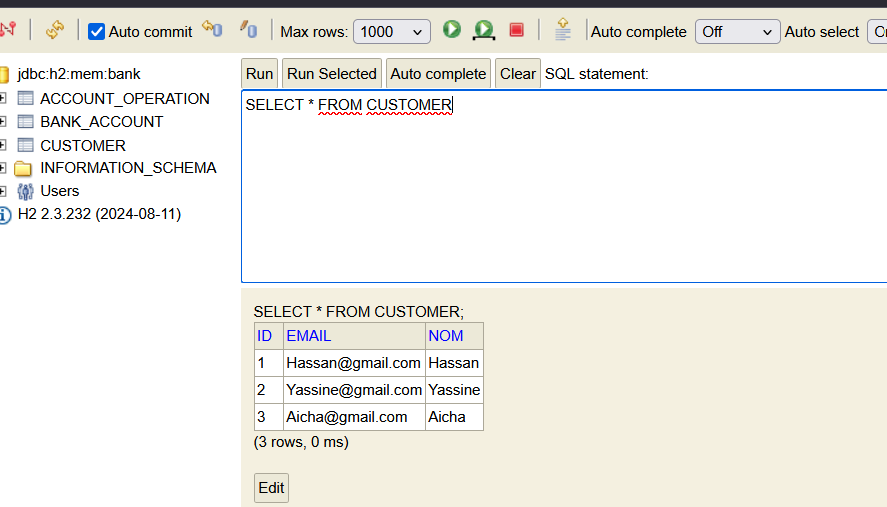 Auto commit Max rows: 1000 Auto complete Off Auto select
jdbc:h2:mem:bank
ACCOUNT_OPERATION
BANK_ACCOUNT
CUSTOMER
INFORMATION_SCHEMA
Users
H2 2.3.232 (2024-08-11)
Run Run Selected Auto complete Clear SQL statement:
SELECT * FROM CUSTOMER
SELECT * FROM CUSTOMER;
ID EMAIL NOM
1 Hassan@gmail.com Hassan
2 Yassine@gmail.com Yassine
3 Aicha@gmail.com Aicha
(3 rows, 0 ms)
Edit